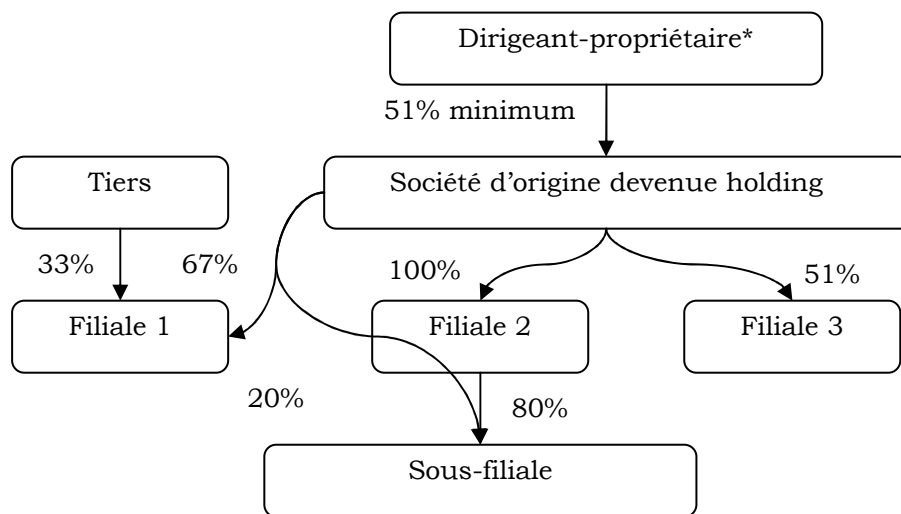 Dirigeant-propriétaire*
51% minimum
Tiers
Société d'origine devenue holding
33%
67%
100%
51%
Filiale 1
Filiale 2
Filiale 3
20%
80%
Sous-filiale